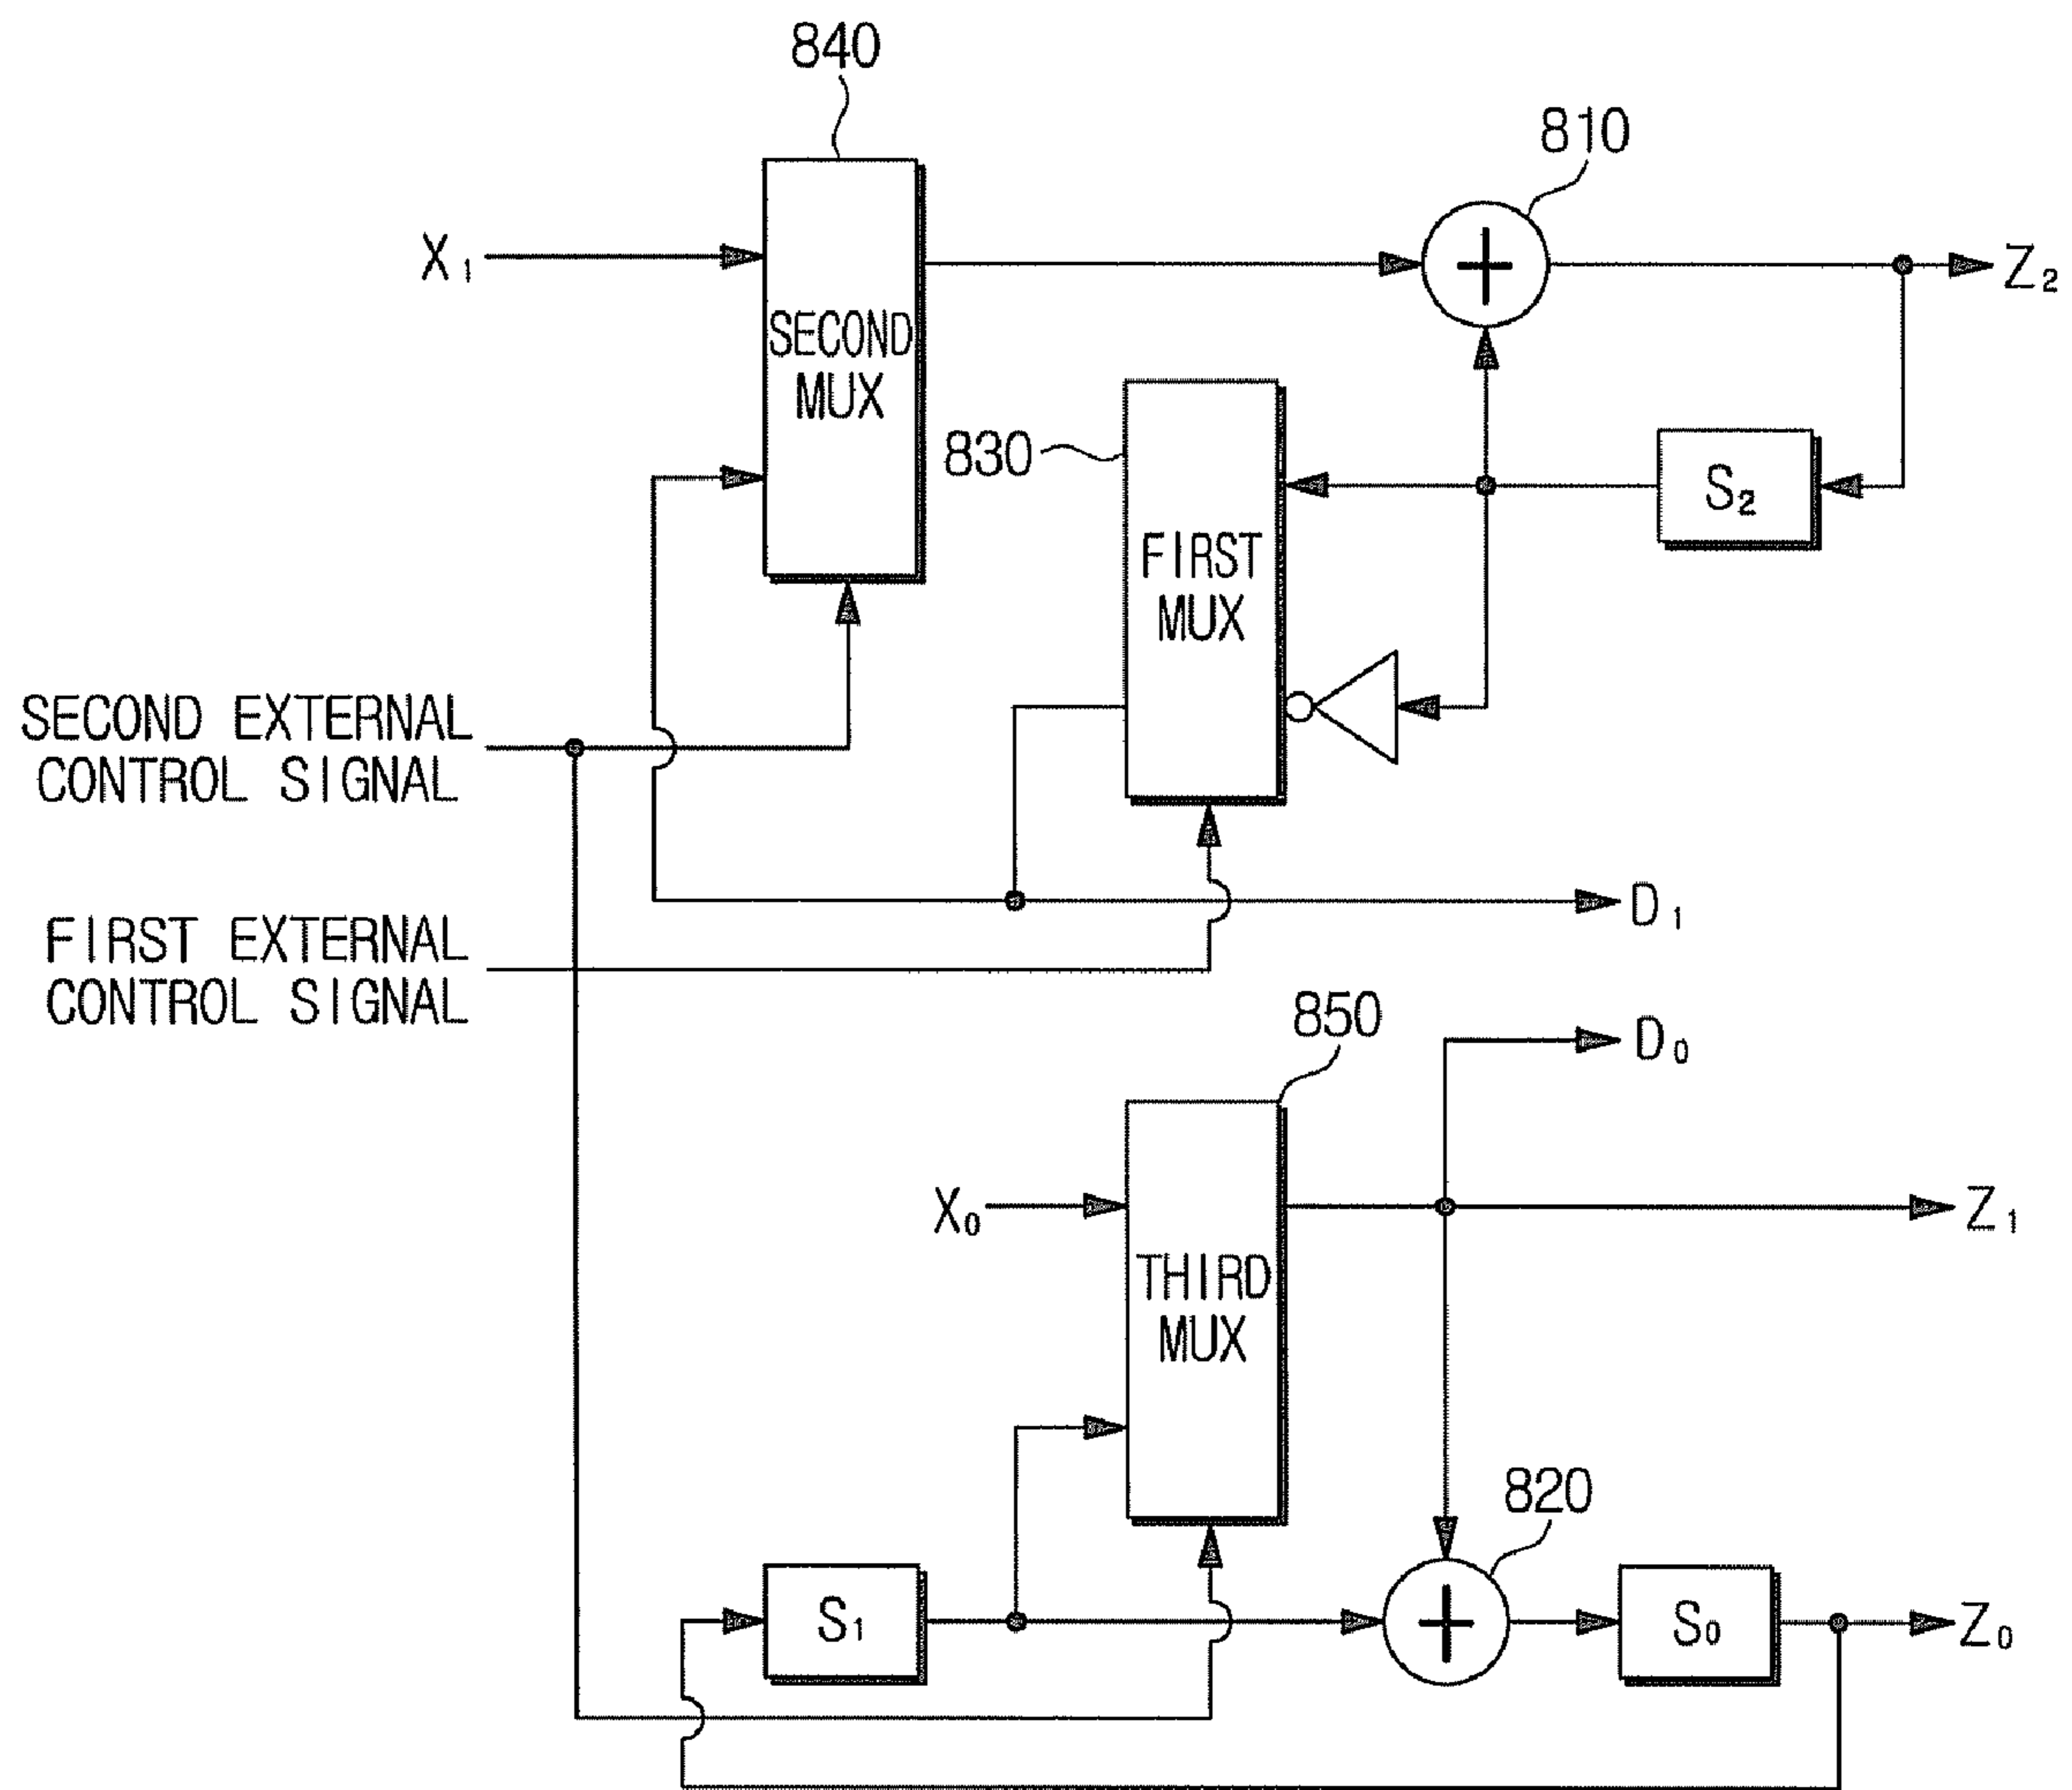 840
810
X₁
Z₂
SECOND
MUX
830
S₂
FIRST
MUX
SECOND EXTERNAL
CONTROL SIGNAL
D₁
FIRST EXTERNAL
CONTROL SIGNAL
850
D₀
X₀
Z₁
THIRD
MUX
820
S₁
S₀
Z₀